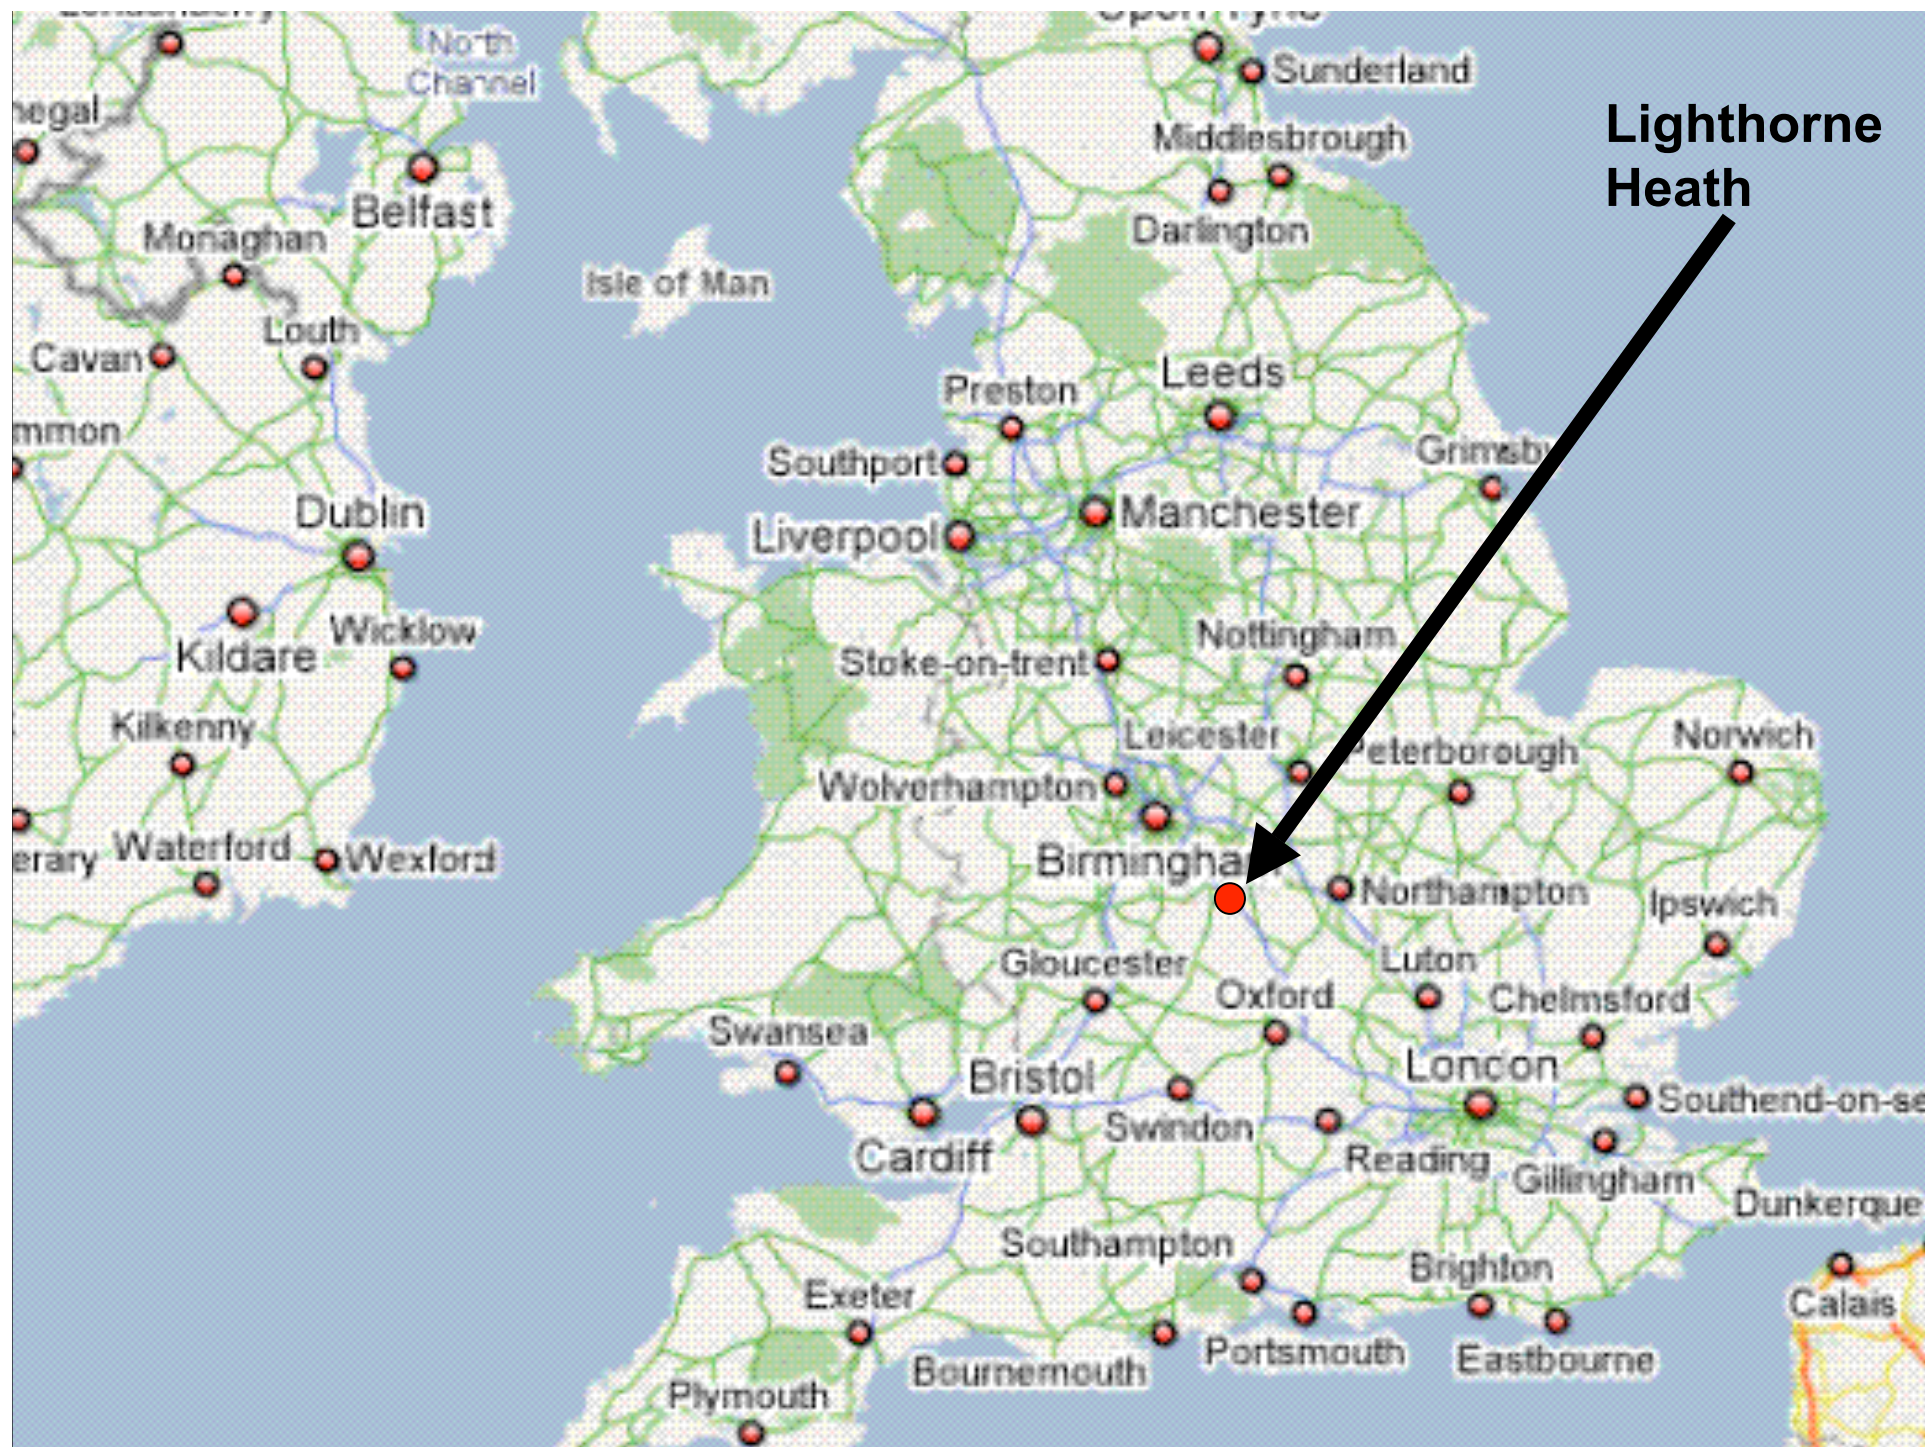 North
Channel
Sunderland
Lighthorne
Heath
Middlesbrough
Belfast
Darlington
Monaghan
Isle of Man
Louth
Cavan
Leeds
Preston
Grimsby
Southport
Manchester
Dublin
Liverpool
Wicklow
Nottingham
Kildare
Stoke-on-trent
Kilkenny
Leicester
Peterborough
Norwich
Wolverhampton
Waterford
Wexford
Birmingham
Northampton
Ipswich
Gloucester
Luton
Oxford
Chelmsford
Swansea
Bristol
London
Southend-on-se
Swindon
Cardiff
Reading
Gillingham
Dunkerque
Southampton
Brighton
Exeter
Calais
Portsmouth
Eastbourne
Bournemouth
Plymouth